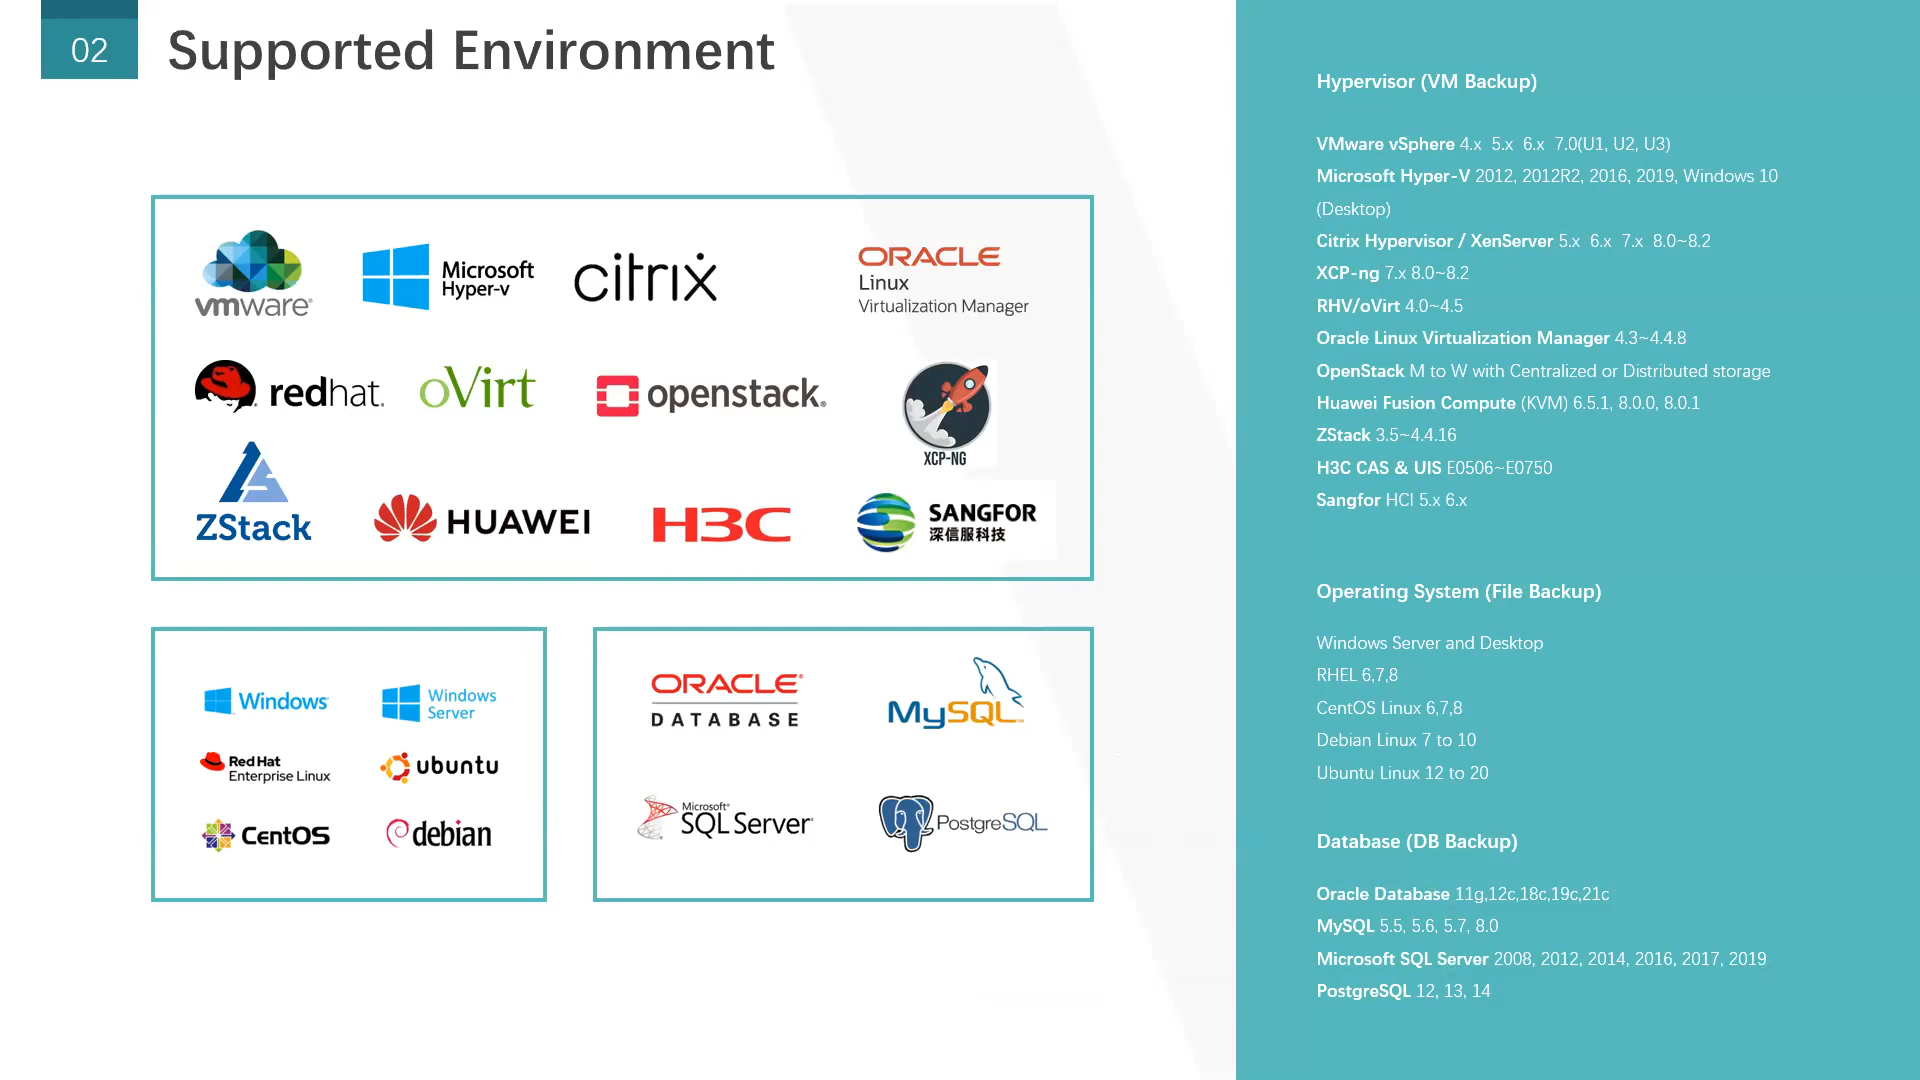 02
Supported Environment
vmware®
Microsoft
Hyper-v
citrix
ORACLE
Linux
Virtualization Manager
redhat.
oVirt
openstack.
XCP-NG
ZStack
HUAWEI
H3C
SANGFOR
深信服科技
Windows
Windows
Server
Red Hat
Enterprise Linux
ubuntu
CentOS
debian
ORACLE®
DATABASE
MySQL™
Microsoft®
SQL Server®
PostgreSQL
Hypervisor (VM Backup)
VMware vSphere 4.x 5.x 6.x 7.0(U1, U2, U3)
Microsoft Hyper-V 2012, 2012R2, 2016, 2019, Windows 10
(Desktop)
Citrix Hypervisor / XenServer 5.x 6.x 7.x 8.0~8.2
XCP-ng 7.x 8.0~8.2
RHV/oVirt 4.0~4.5
Oracle Linux Virtualization Manager 4.3~4.4.8
OpenStack M to W with Centralized or Distributed storage
Huawei Fusion Compute (KVM) 6.5.1, 8.0.0, 8.0.1
ZStack 3.5~4.4.16
H3C CAS & UIS E0506~E0750
Sangfor HCI 5.x 6.x
Operating System (File Backup)
Windows Server and Desktop
RHEL 6,7,8
CentOS Linux 6,7,8
Debian Linux 7 to 10
Ubuntu Linux 12 to 20
Database (DB Backup)
Oracle Database 11g,12c,18c,19c,21c
MySQL 5.5, 5.6, 5.7, 8.0
Microsoft SQL Server 2008, 2012, 2014, 2016, 2017, 2019
PostgreSQL 12, 13, 14